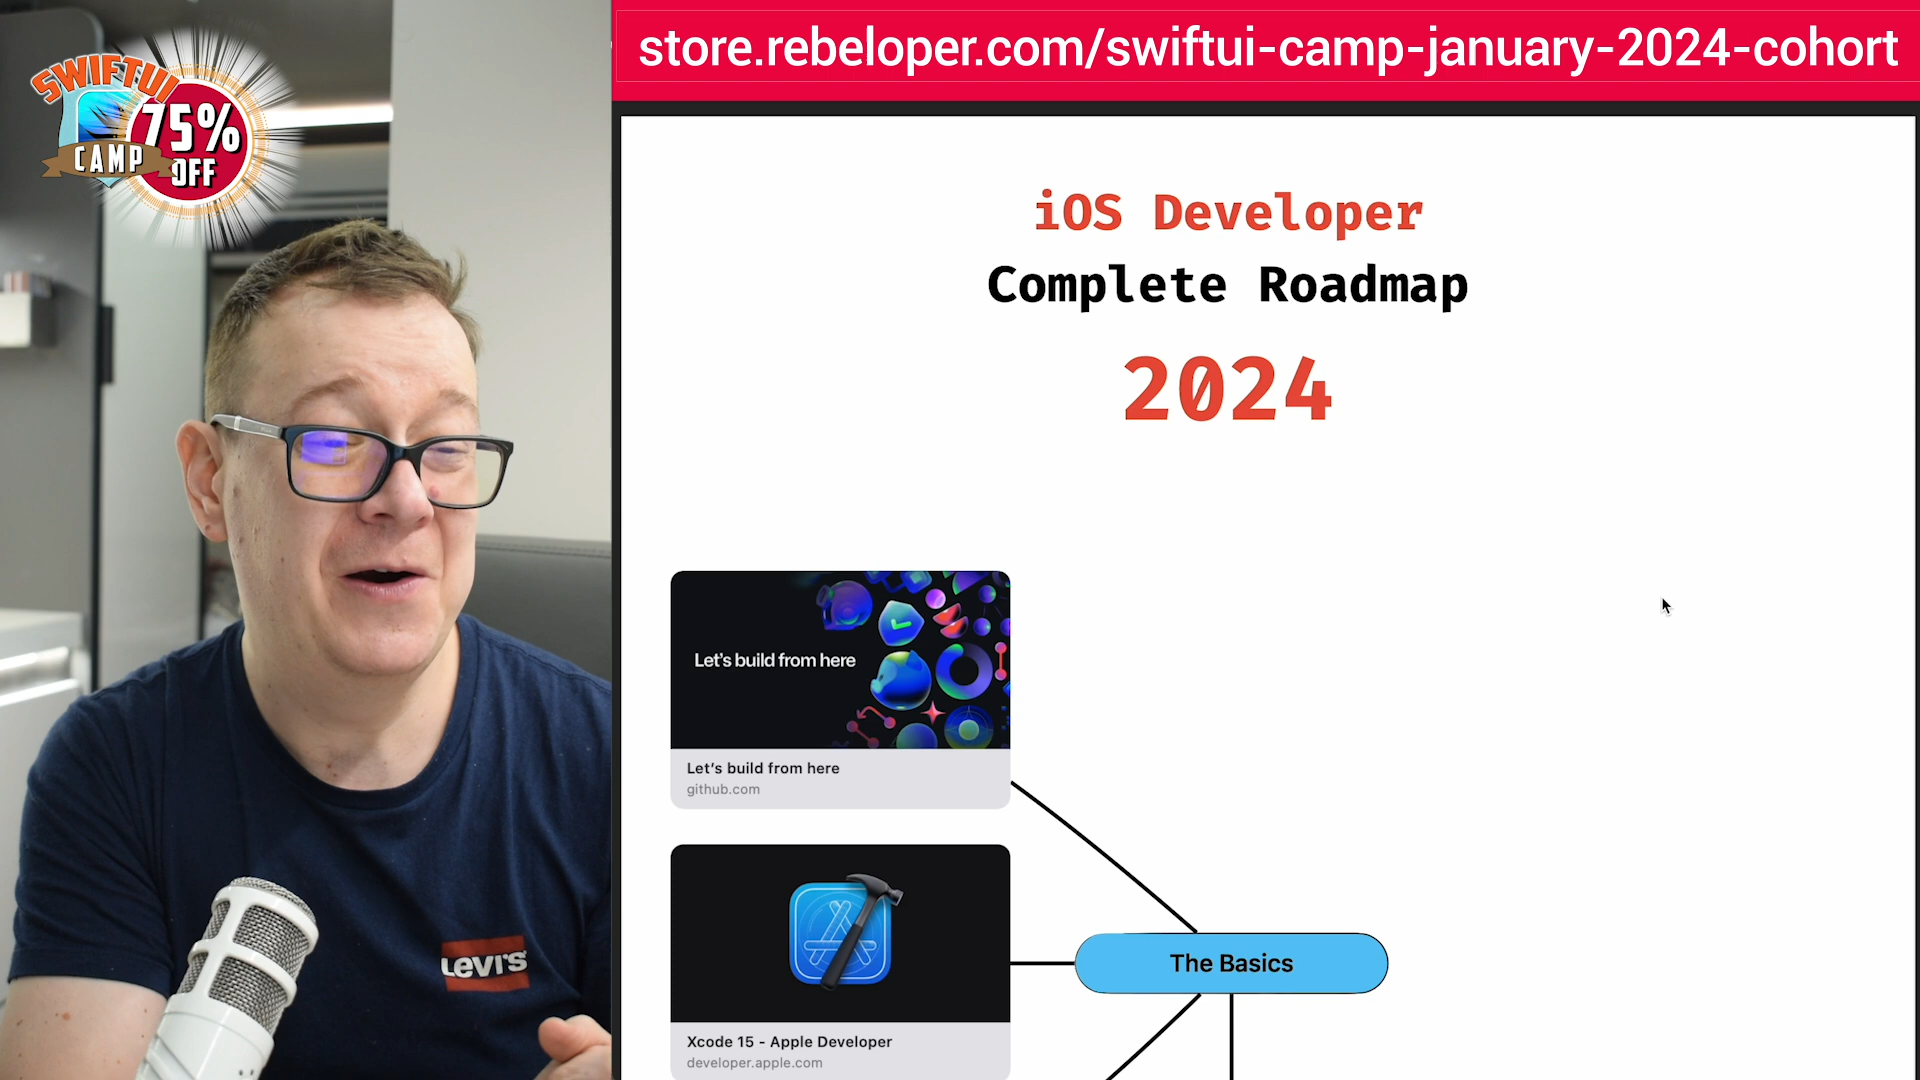 SWIFTUI
CAMP
75%
OFF
store.rebeloper.com/swiftui-camp-january-2024-cohort
iOS Developer
Complete Roadmap
2024
Let's build from here
Let's build from here
github.com
Xcode 15 - Apple Developer
developer.apple.com
The Basics
Levi's